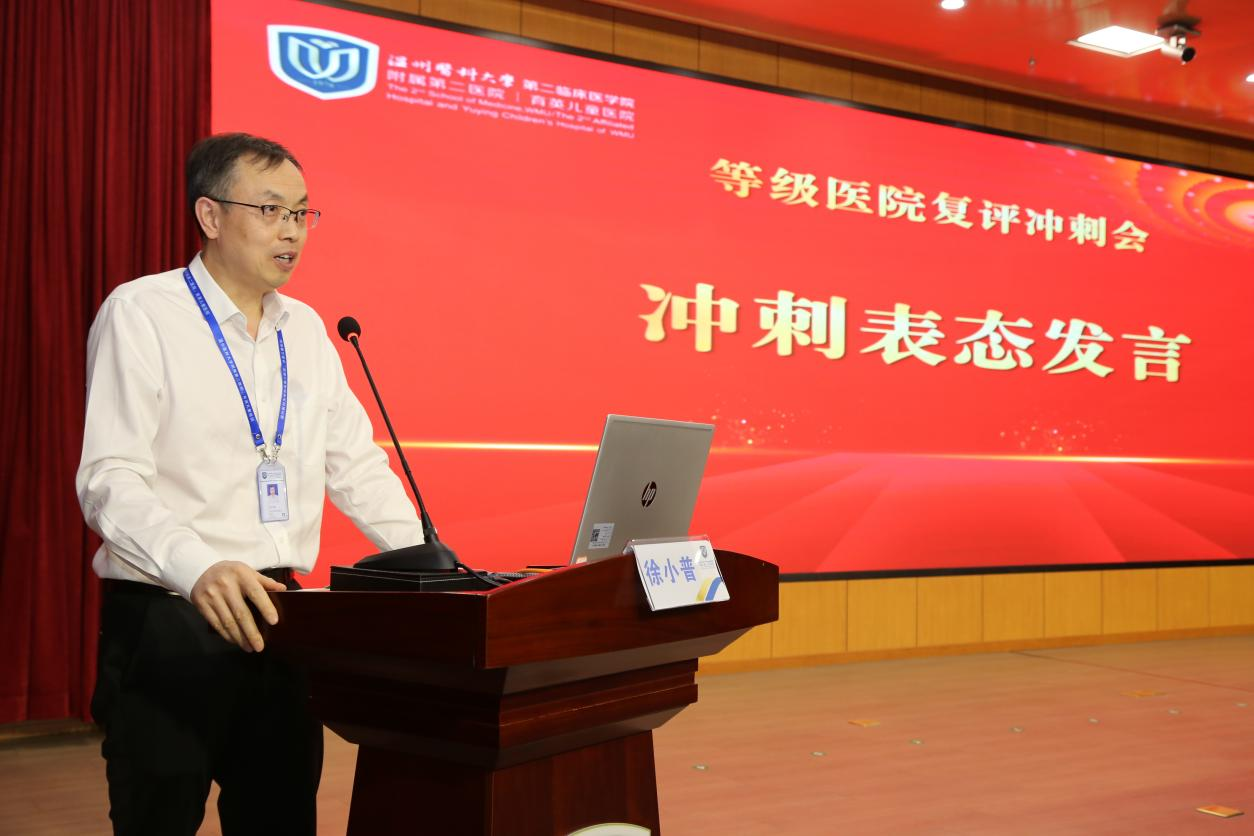 温州医科大学 第二临床医学院
附属第二医院 | 育英儿童医院
The 2nd School of Medicine,WMU/The 2nd Affiliated
Hospital and Yuying Children's Hospital of WMU
等级医院复评冲刺会
冲刺表态发言
hp
徐小普